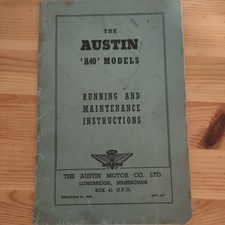 THE
AUSTIN
'A40' MODELS
RUNNING AND
MAINTENANCE
INSTRUCTIONS
THE AUSTIN MOTOR CO. LTD.
LONGBRIDGE, BIRMINGHAM
BOX 41 G.P.O.